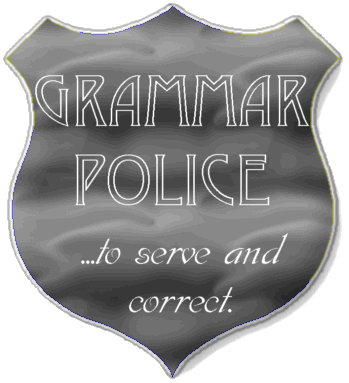 GRAMMAR
POLICE
...to serve and
correct.